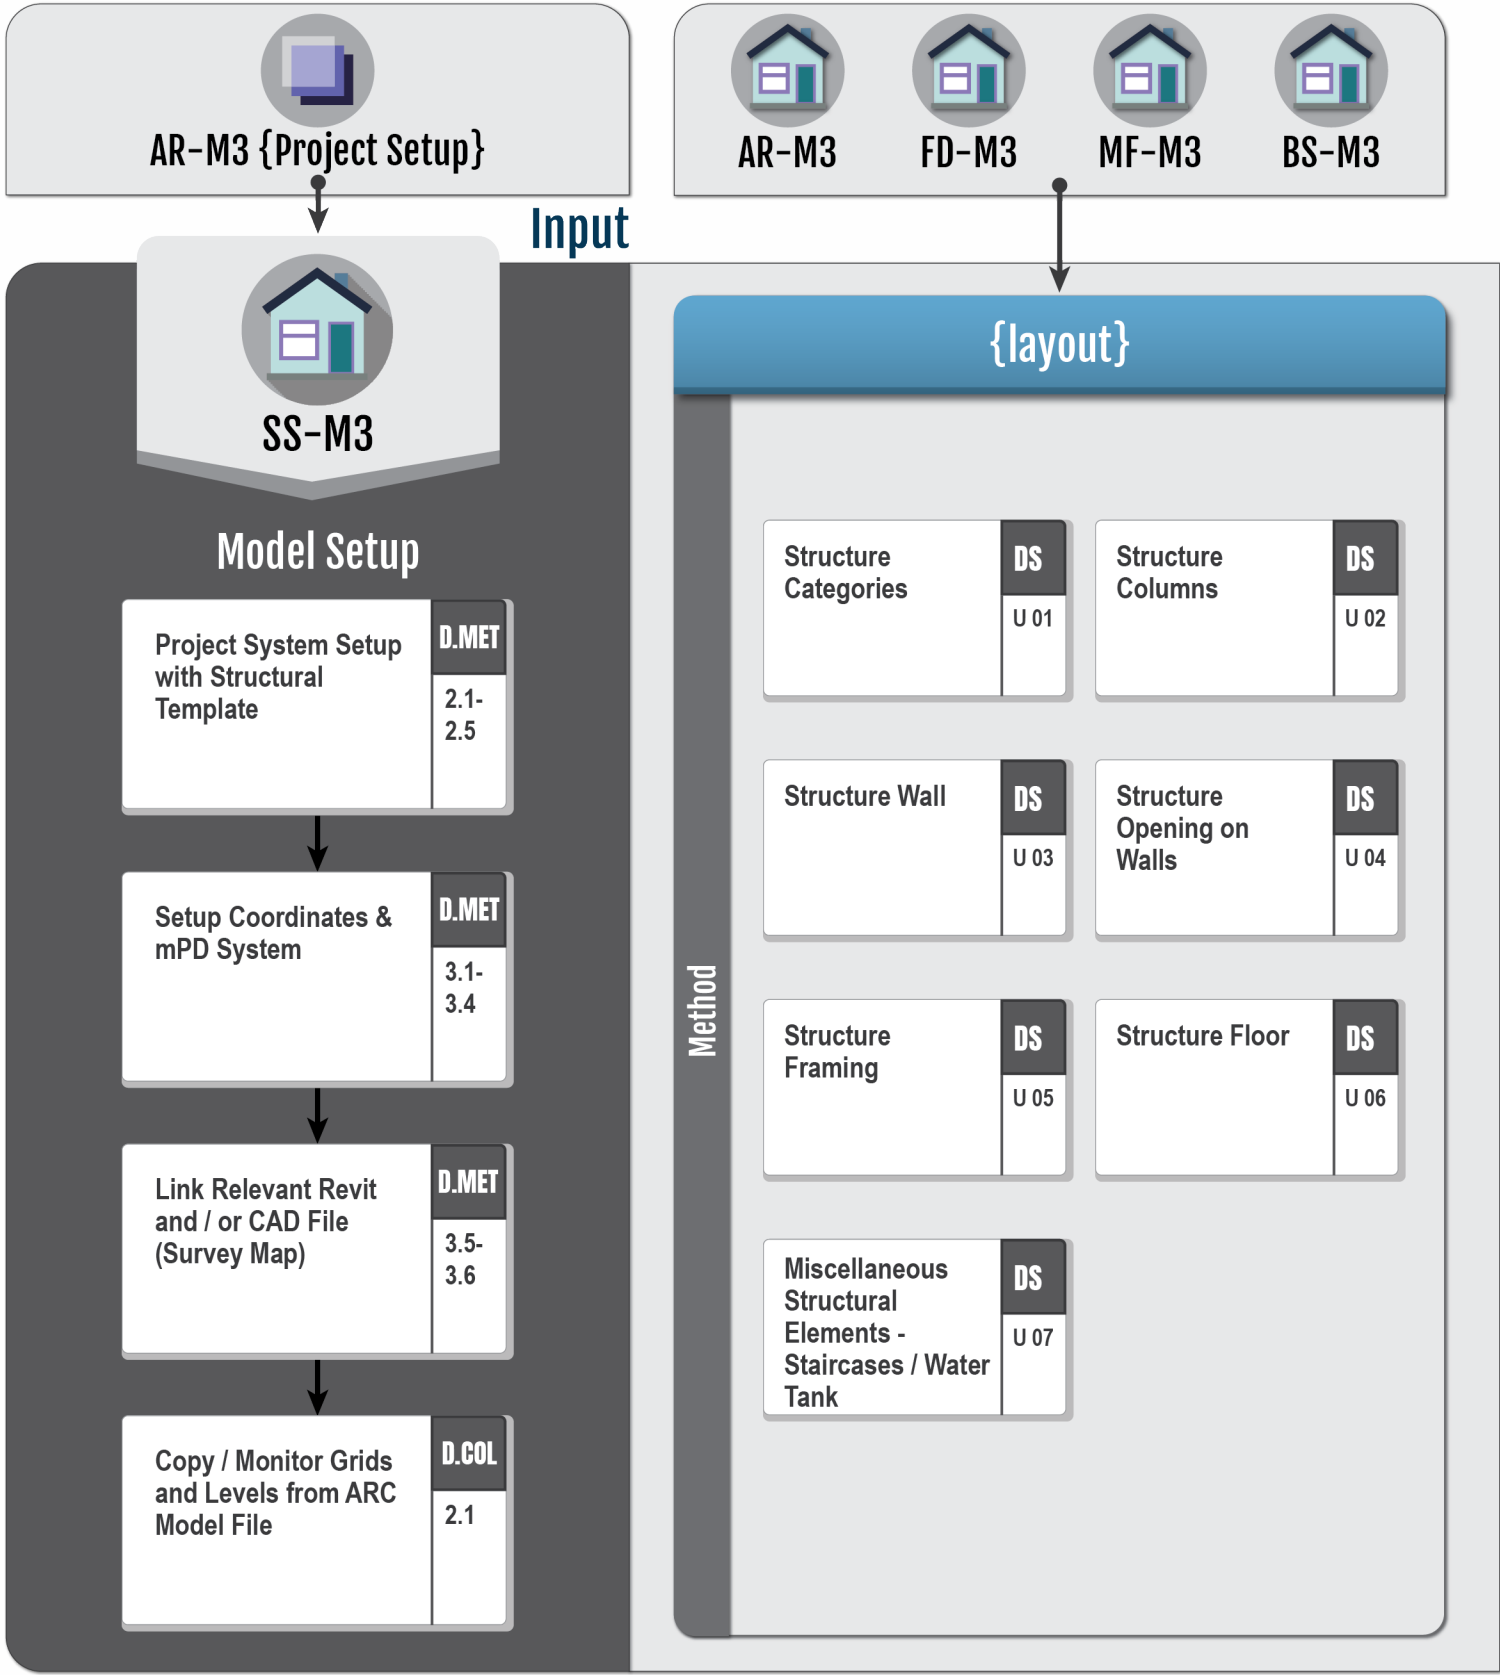 AR-M3 {Project Setup}
AR-M3
FD-M3
MF-M3
BS-M3
Input
SS-M3
Model Setup
Project System Setup
with Structural
Template
D.MET
2.1-
2.5
Setup Coordinates &
mPD System
D.MET
3.1-
3.4
Link Relevant Revit
and / or CAD File
(Survey Map)
D.MET
3.5-
3.6
Copy / Monitor Grids
and Levels from ARC
Model File
D.COL
2.1
{layout}
Method
Structure
Categories
DS
U 01
Structure
Columns
DS
U 02
Structure Wall
DS
U 03
Structure
Opening on
Walls
DS
U 04
Structure
Framing
DS
U 05
Structure Floor
DS
U 06
Miscellaneous
Structural
Elements -
Staircases / Water
Tank
DS
U 07